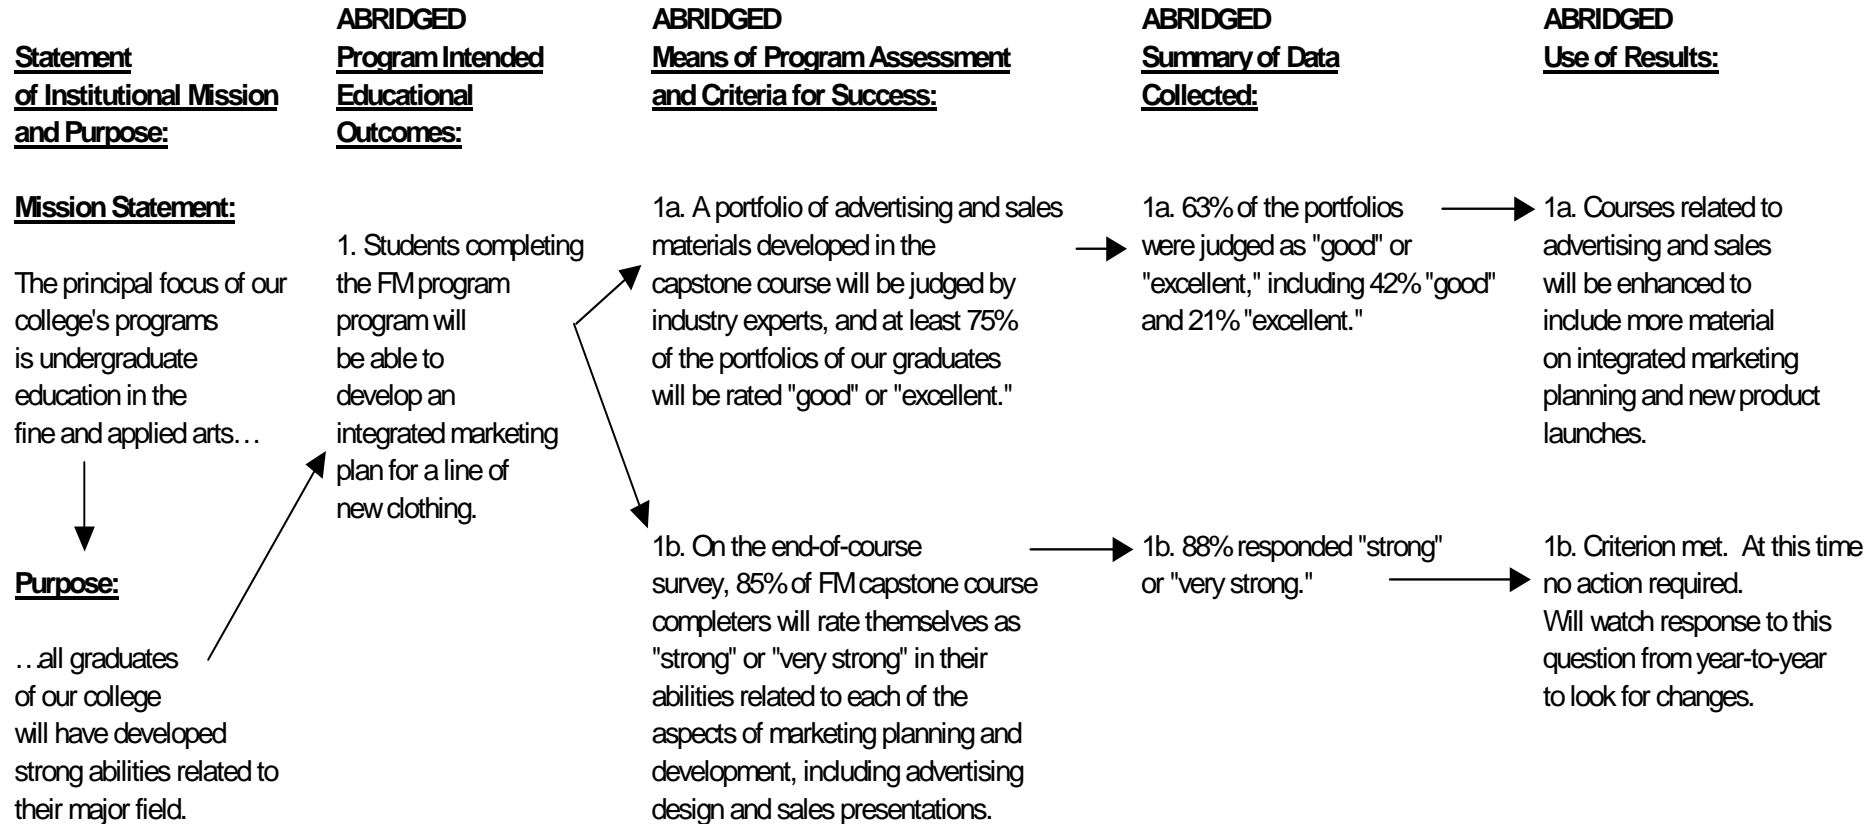 Statement
of Institutional Mission
and Purpose:
Mission Statement:
The principal focus of our
college's programs
is undergraduate
education in the
fine and applied arts…
Purpose:
…all graduates
of our college
will have developed
strong abilities related to
their major field.
ABRIDGED
Program Intended
Educational
Outcomes:
1. Students completing
the FM program
program will
be able to
develop an
integrated marketing
plan for a line of
new clothing.
ABRIDGED
Means of Program Assessment
and Criteria for Success:
1a. A portfolio of advertising and sales
materials developed in the
capstone course will be judged by
industry experts, and at least 75%
of the portfolios of our graduates
will be rated "good" or "excellent."
1b. On the end-of-course
survey, 85% of FM capstone course
completers will rate themselves as
"strong" or "very strong" in their
abilities related to each of the
aspects of marketing planning and
development, including advertising
design and sales presentations.
ABRIDGED
Summary of Data
Collected:
1a. 63% of the portfolios
were judged as "good" or
"excellent," including 42% "good"
and 21% "excellent."
1b. 88% responded "strong"
or "very strong."
ABRIDGED
Use of Results:
1a. Courses related to
advertising and sales
will be enhanced to
include more material
on integrated marketing
planning and new product
launches.
1b. Criterion met.  At this time
no action required.
Will watch response to this
question from year-to-year
to look for changes.